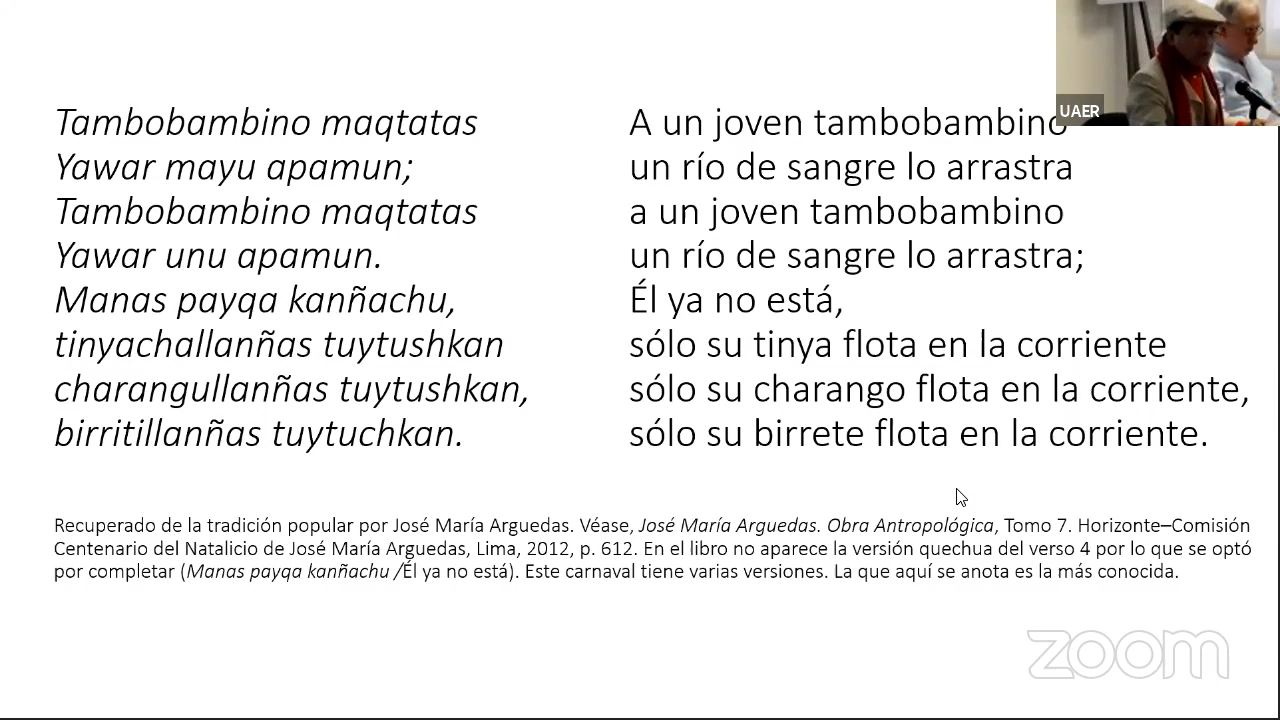 Tambobambino maqtatas
Yawar mayu apamun;
Tambobambino maqtatas
Yawar unu apamun.
Manas payqa kanñachu,
tinyachallanñas tuytushkan
charangullanñas tuytushkan,
birritillanñas tuytuchkan.
A un joven tambobambino
un río de sangre lo arrastra
a un joven tambobambino
un río de sangre lo arrastra;
Él ya no está,
sólo su tinya flota en la corriente
sólo su charango flota en la corriente,
sólo su birrete flota en la corriente.
Recuperado de la tradición popular por José María Arguedas. Véase, José María Arguedas. Obra Antropológica, Tomo 7. Horizonte–Comisión
Centenario del Natalicio de José María Arguedas, Lima, 2012, p. 612. En el libro no aparece la versión quechua del verso 4 por lo que se optó
por completar (Manas payqa kanñachu /Él ya no está). Este carnaval tiene varias versiones. La que aquí se anota es la más conocida.
UAER
zoom